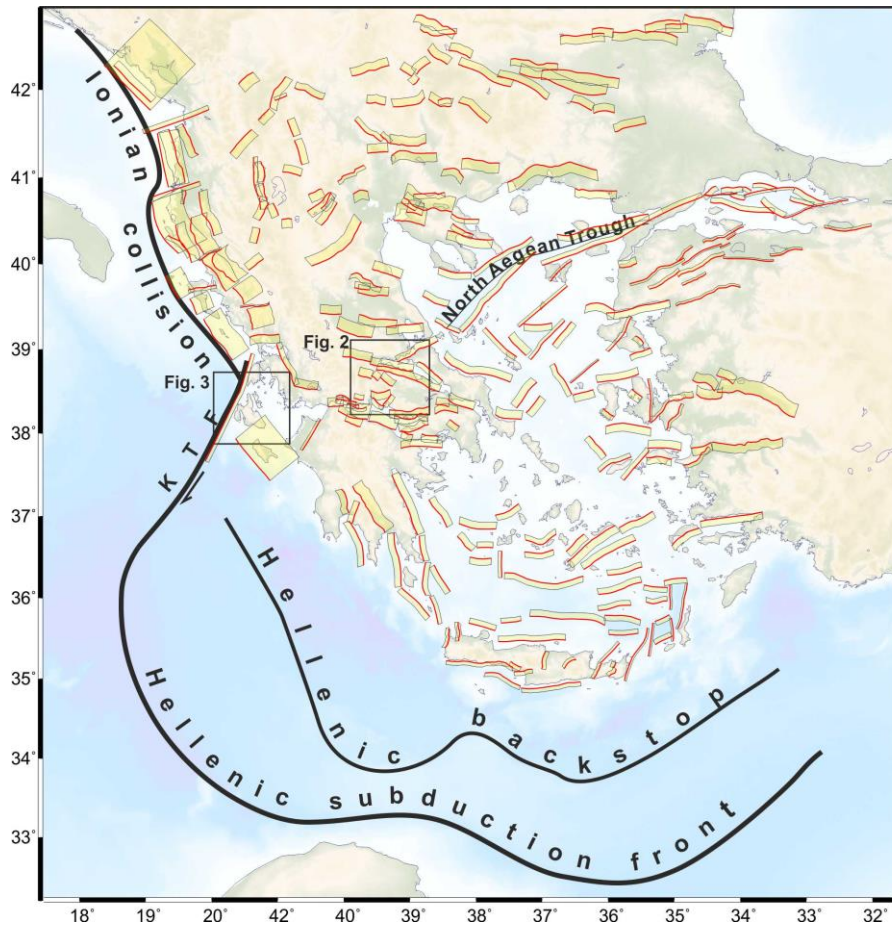 Ionian collision
North Aegean Trough
Fig. 2
Fig. 3
KTF
Hellenic backstop
Hellenic subduction front
42°
41°
40°
39°
38°
37°
36°
35°
34°
33°
18° 19° 20° 42° 40° 39° 38° 37° 36° 35° 34° 33° 32°